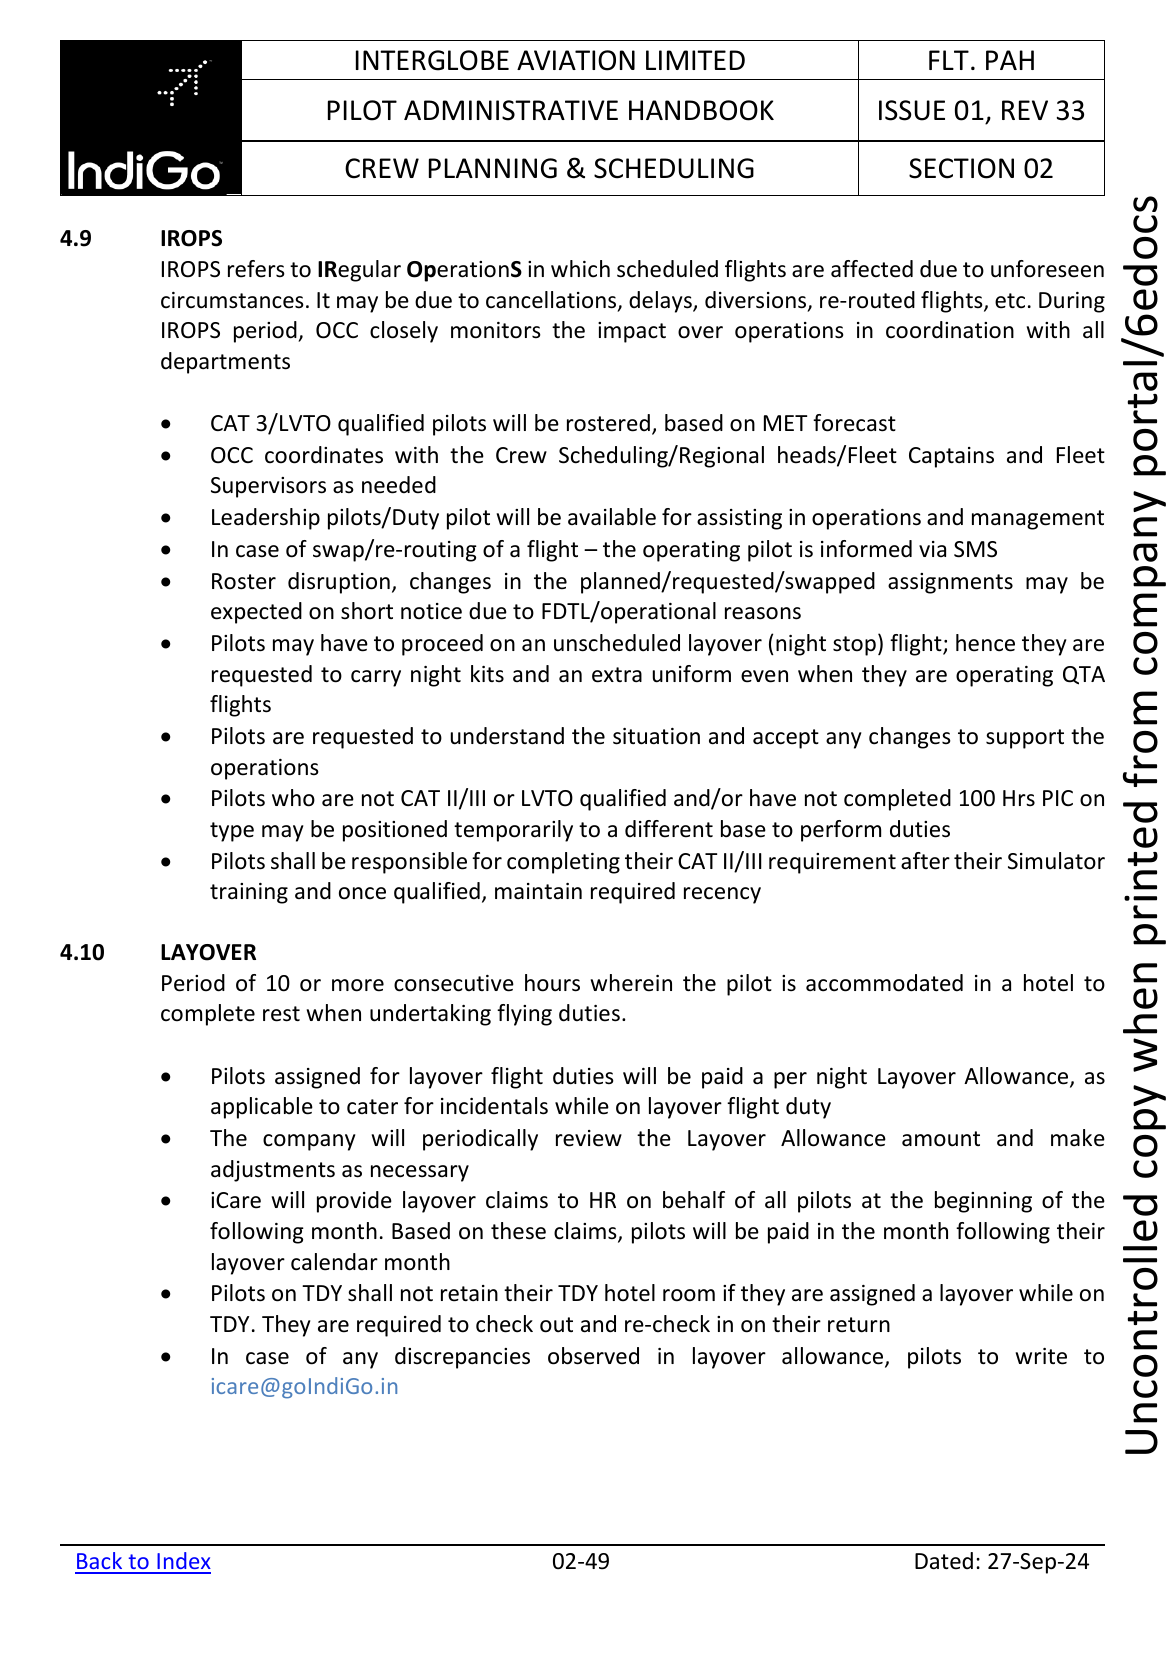 IndiGo
INTERGLOBE AVIATION LIMITED
FLT. PAH
PILOT ADMINISTRATIVE HANDBOOK
ISSUE 01, REV 33
CREW PLANNING & SCHEDULING
SECTION 02
4.9 IROPS
IROPS refers to IRegular OperationS in which scheduled flights are affected due to unforeseen
circumstances. It may be due to cancellations, delays, diversions, re-routed flights, etc. During
IROPS period, OCC closely monitors the impact over operations in coordination with all
departments
• CAT 3/LVTO qualified pilots will be rostered, based on MET forecast
• OCC coordinates with the Crew Scheduling/Regional heads/Fleet Captains and Fleet
Supervisors as needed
• Leadership pilots/Duty pilot will be available for assisting in operations and management
• In case of swap/re-routing of a flight – the operating pilot is informed via SMS
• Roster disruption, changes in the planned/requested/swapped assignments may be
expected on short notice due to FDTL/operational reasons
• Pilots may have to proceed on an unscheduled layover (night stop) flight; hence they are
requested to carry night kits and an extra uniform even when they are operating QTA
flights
• Pilots are requested to understand the situation and accept any changes to support the
operations
• Pilots who are not CAT II/III or LVTO qualified and/or have not completed 100 Hrs PIC on
type may be positioned temporarily to a different base to perform duties
• Pilots shall be responsible for completing their CAT II/III requirement after their Simulator
training and once qualified, maintain required recency
4.10 LAYOVER
Period of 10 or more consecutive hours wherein the pilot is accommodated in a hotel to
complete rest when undertaking flying duties.
• Pilots assigned for layover flight duties will be paid a per night Layover Allowance, as
applicable to cater for incidentals while on layover flight duty
• The company will periodically review the Layover Allowance amount and make
adjustments as necessary
• iCare will provide layover claims to HR on behalf of all pilots at the beginning of the
following month. Based on these claims, pilots will be paid in the month following their
layover calendar month
• Pilots on TDY shall not retain their TDY hotel room if they are assigned a layover while on
TDY. They are required to check out and re-check in on their return
• In case of any discrepancies observed in layover allowance, pilots to write to
icare@goIndiGo.in
Back to Index
02-49
Dated: 27-Sep-24
Uncontrolled copy when printed from company portal/6edocs